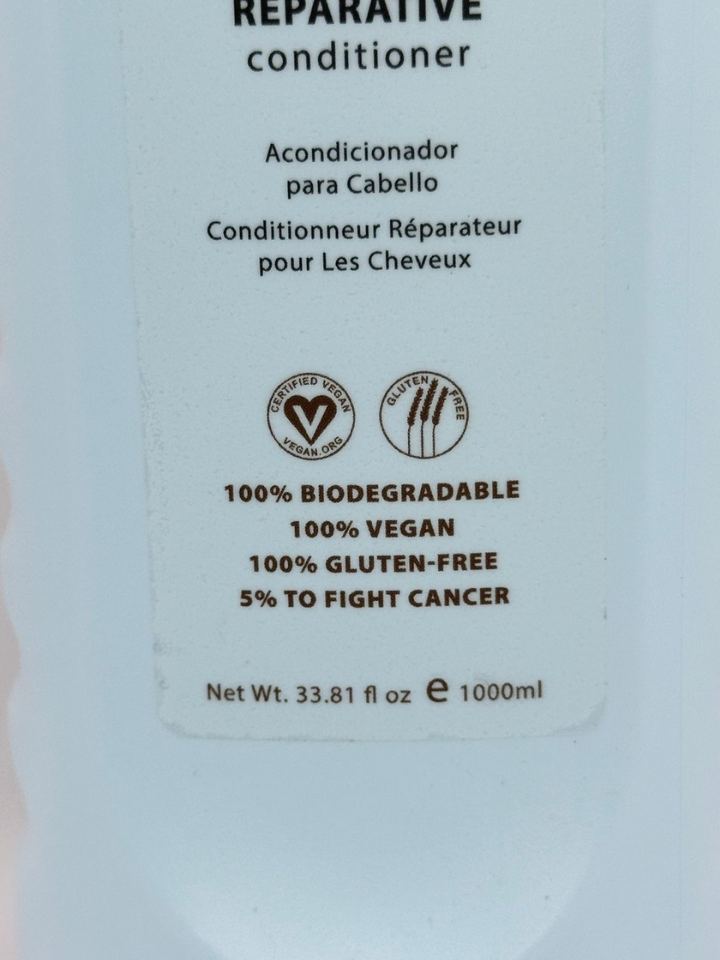 REPARATIVE
conditioner
Acondicionador
para Cabello
Conditionneur Réparateur
pour Les Cheveux
CERTIFIED VEGAN
V
VEGAN.ORG
GLUTEN FREE
100% BIODEGRADABLE
100% VEGAN
100% GLUTEN-FREE
5% TO FIGHT CANCER
Net Wt. 33.81 fl oz e 1000ml